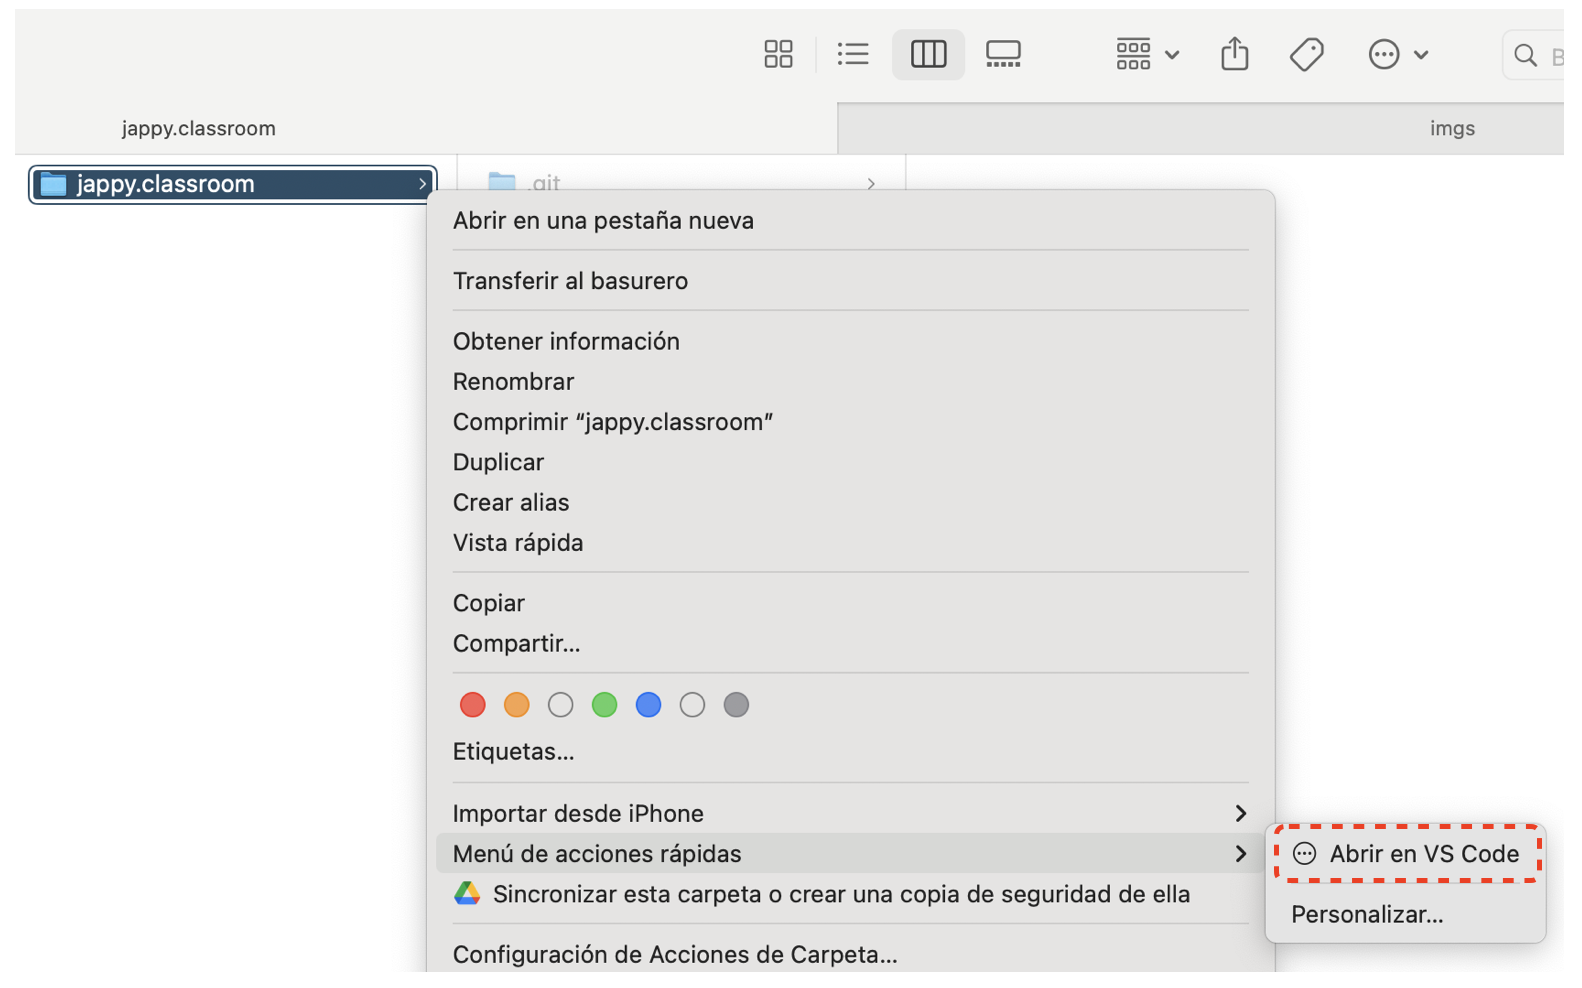 jappy.classroom
imgs
jappy.classroom
.git
Abrir en una pestaña nueva
Transferir al basurero
Obtener información
Renombrar
Comprimir “jappy.classroom”
Duplicar
Crear alias
Vista rápida
Copiar
Compartir...
Etiquetas...
Importar desde iPhone
Menú de acciones rápidas
Abrir en VS Code
Sincronizar esta carpeta o crear una copia de seguridad de ella
Personalizar...
Configuración de Acciones de Carpeta...